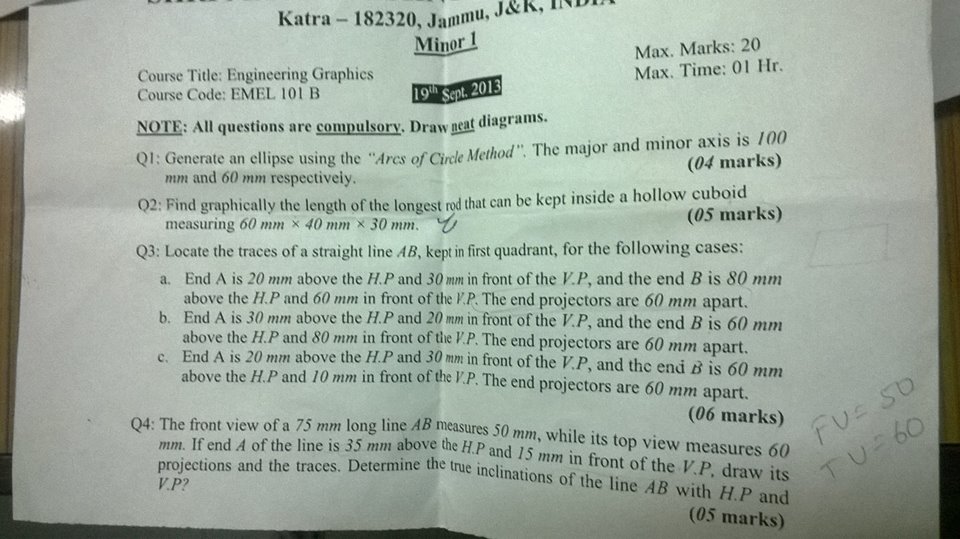 Katra – 182320, Jammu, J&K, INDIA
Minor 1
Max. Marks: 20
Course Title: Engineering Graphics
Max. Time: 01 Hr.
Course Code: EMEL 101 B
19th Sept. 2013
NOTE: All questions are compulsory. Draw neat diagrams.
Q1: Generate an ellipse using the "Arcs of Circle Method". The major and minor axis is 100
mm and 60 mm respectively.
(04 marks)
Q2: Find graphically the length of the longest rod that can be kept inside a hollow cuboid
measuring 60 mm × 40 mm × 30 mm.
(05 marks)
Q3: Locate the traces of a straight line AB, kept in first quadrant, for the following cases:
a. End A is 20 mm above the H.P and 30 mm in front of the V.P, and the end B is 80 mm
above the H.P and 60 mm in front of the V.P. The end projectors are 60 mm apart.
b. End A is 30 mm above the H.P and 20 mm in front of the V.P, and the end B is 60 mm
above the H.P and 80 mm in front of the V.P. The end projectors are 60 mm apart.
c. End A is 20 mm above the H.P and 30 mm in front of the V.P, and the end B is 60 mm
above the H.P and 10 mm in front of the V.P. The end projectors are 60 mm apart.
(06 marks)
Q4: The front view of a 75 mm long line AB measures 50 mm, while its top view measures 60
mm. If end A of the line is 35 mm above the H.P and 15 mm in front of the V.P, draw its
projections and the traces. Determine the true inclinations of the line AB with H.P and
V.P?
(05 marks)
FV = 50
TV = 60